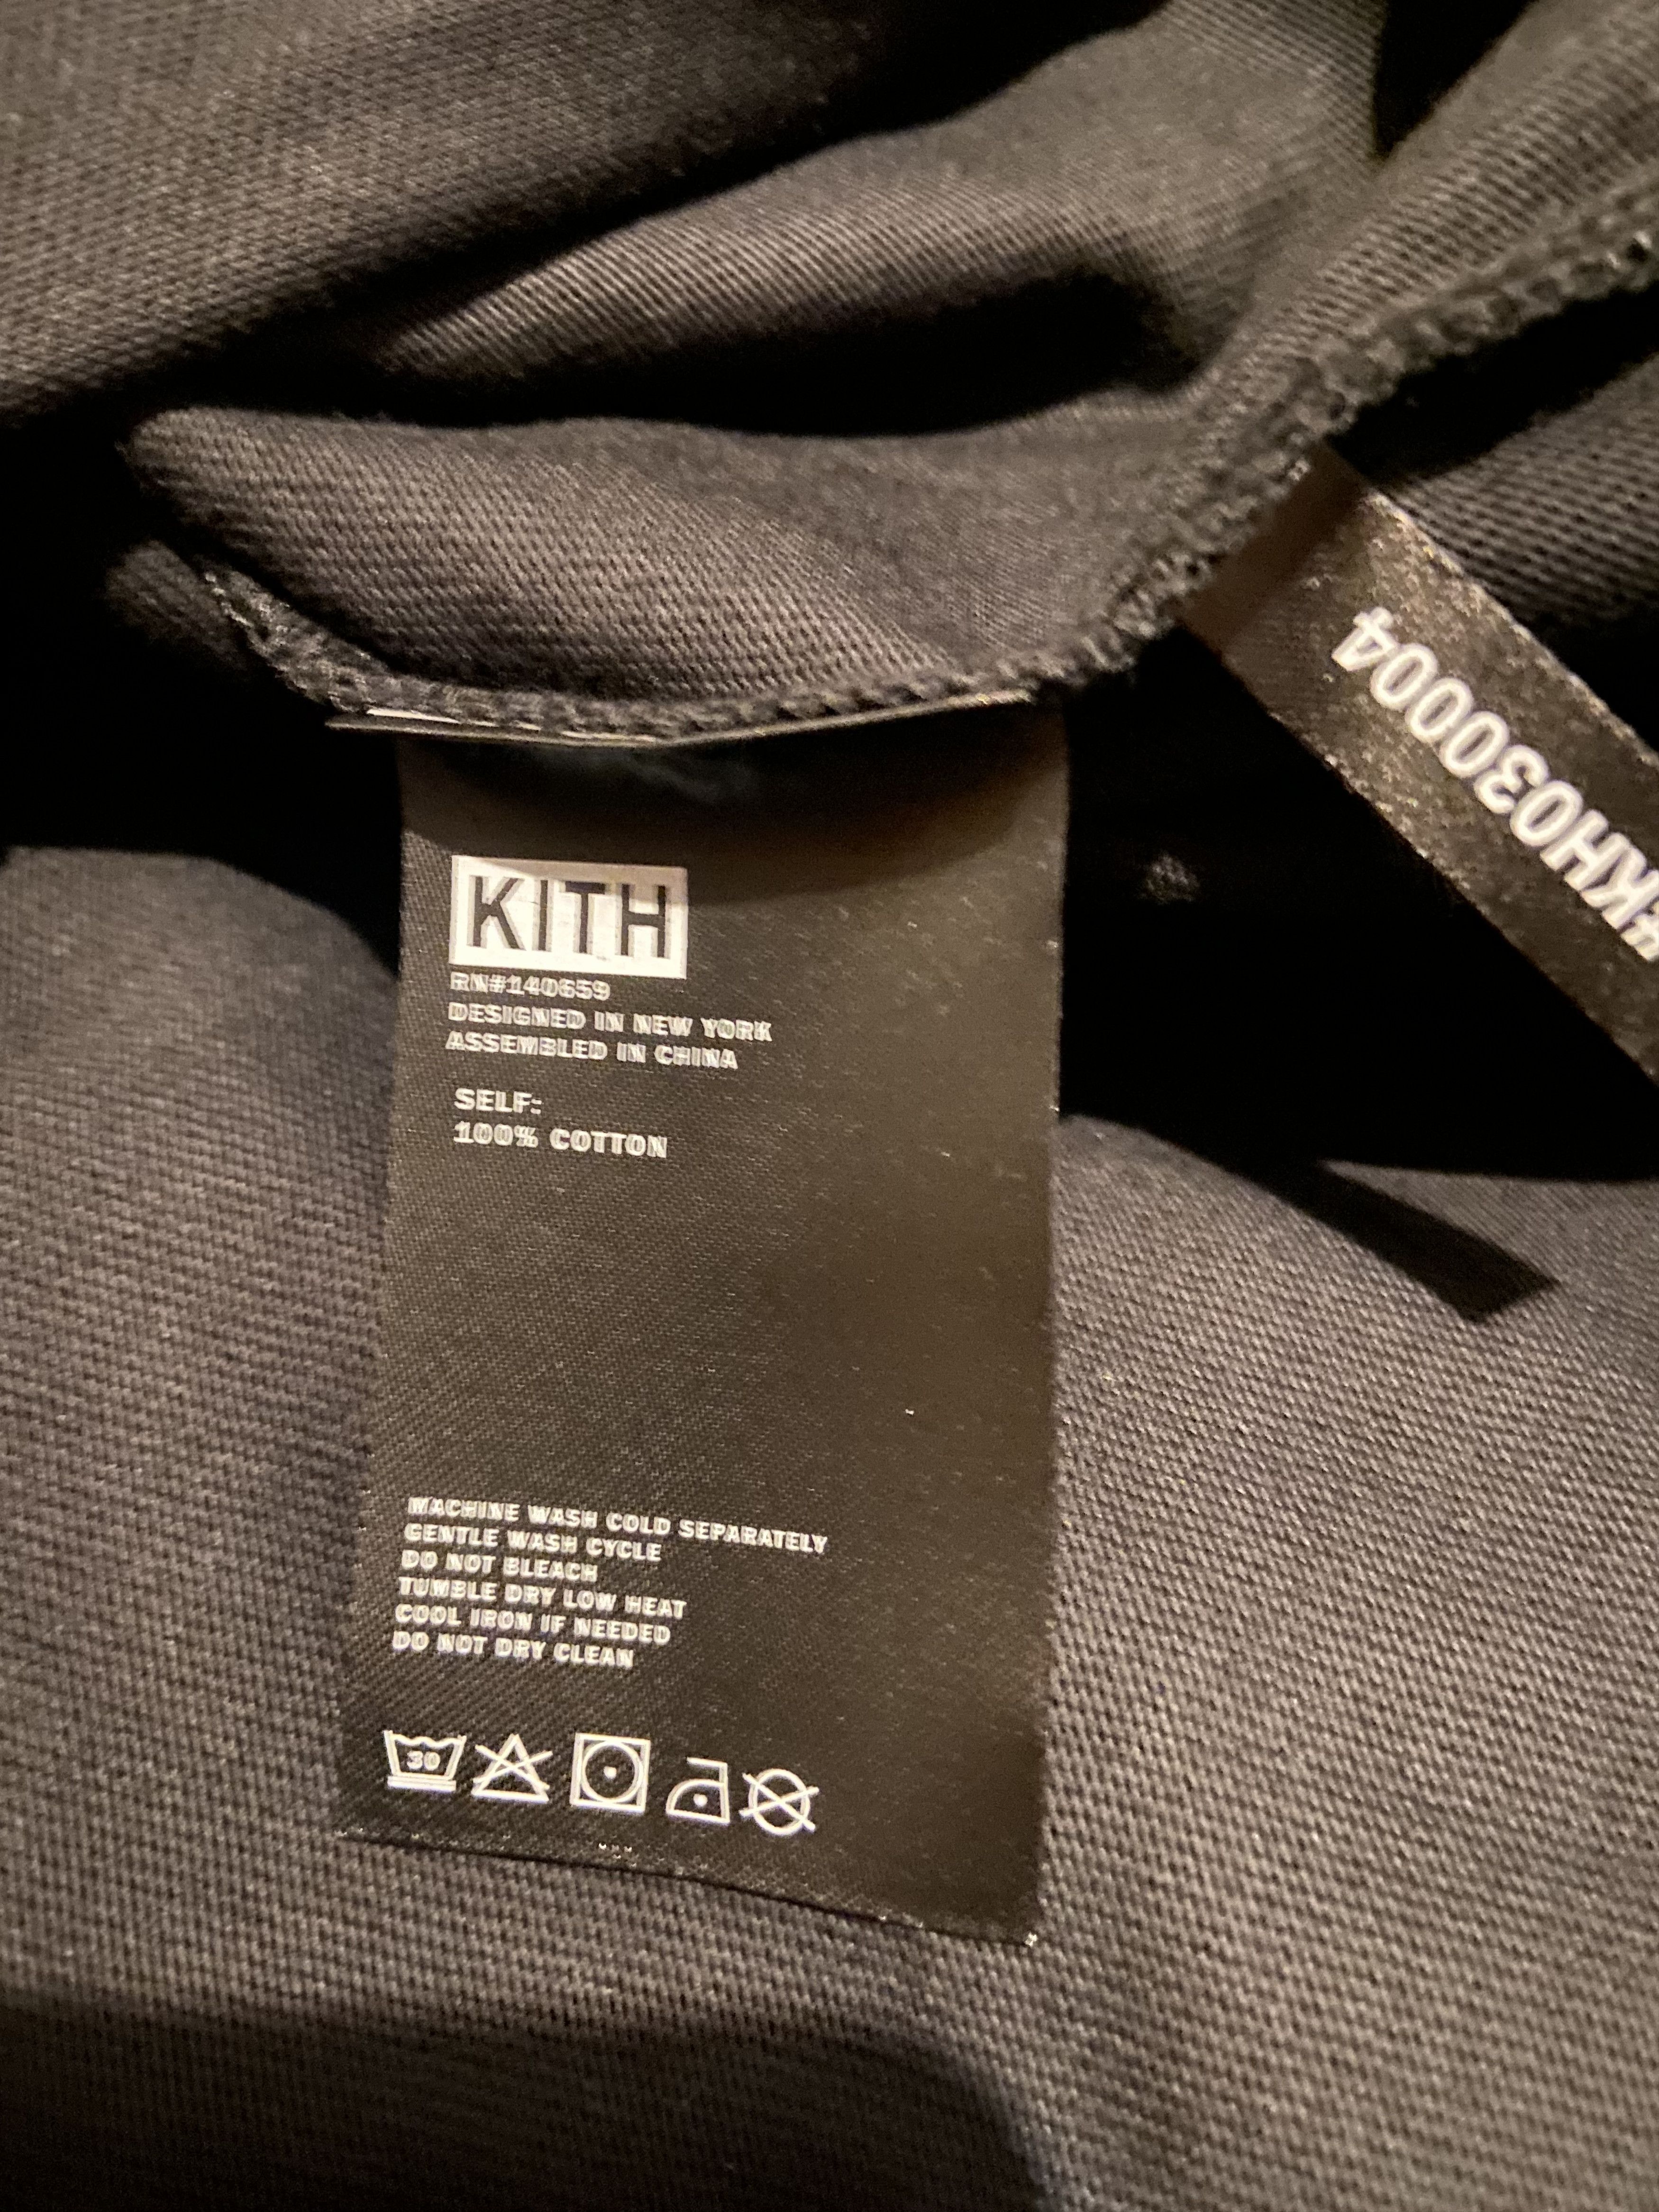 KITH
RN#140659
DESIGNED IN NEW YORK
ASSEMBLED IN CHINA
SELF:
100% COTTON
MACHINE WASH COLD SEPARATELY
GENTLE WASH CYCLE
DO NOT BLEACH
TUMBLE DRY LOW HEAT
COOL IRON IF NEEDED
DO NOT DRY CLEAN
30
#KH030004